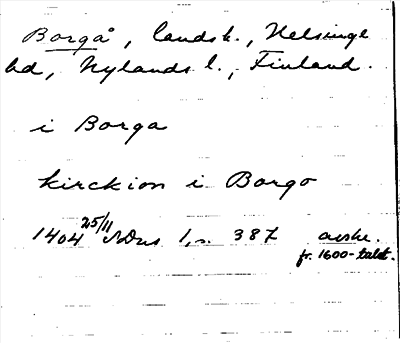 Borgå, landsk., Helsinge
hd, Nylands l., Finland.
i Borga
kirckion i Borgo
1404 25/11 SDns 1, s. 387 avskr.
fr. 1600-talet.